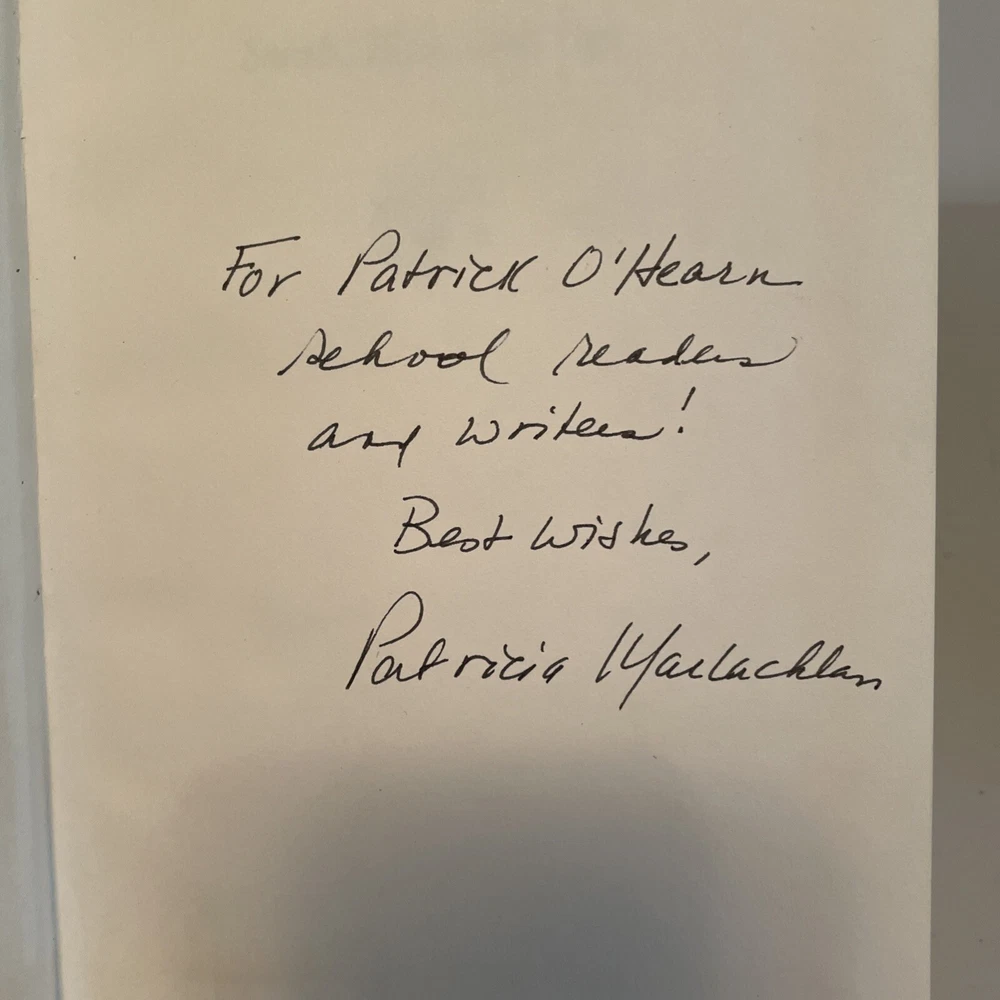 For Patrick O'Hearn
school readers
and writers!
Best wishes,
Patricia MacLachlan